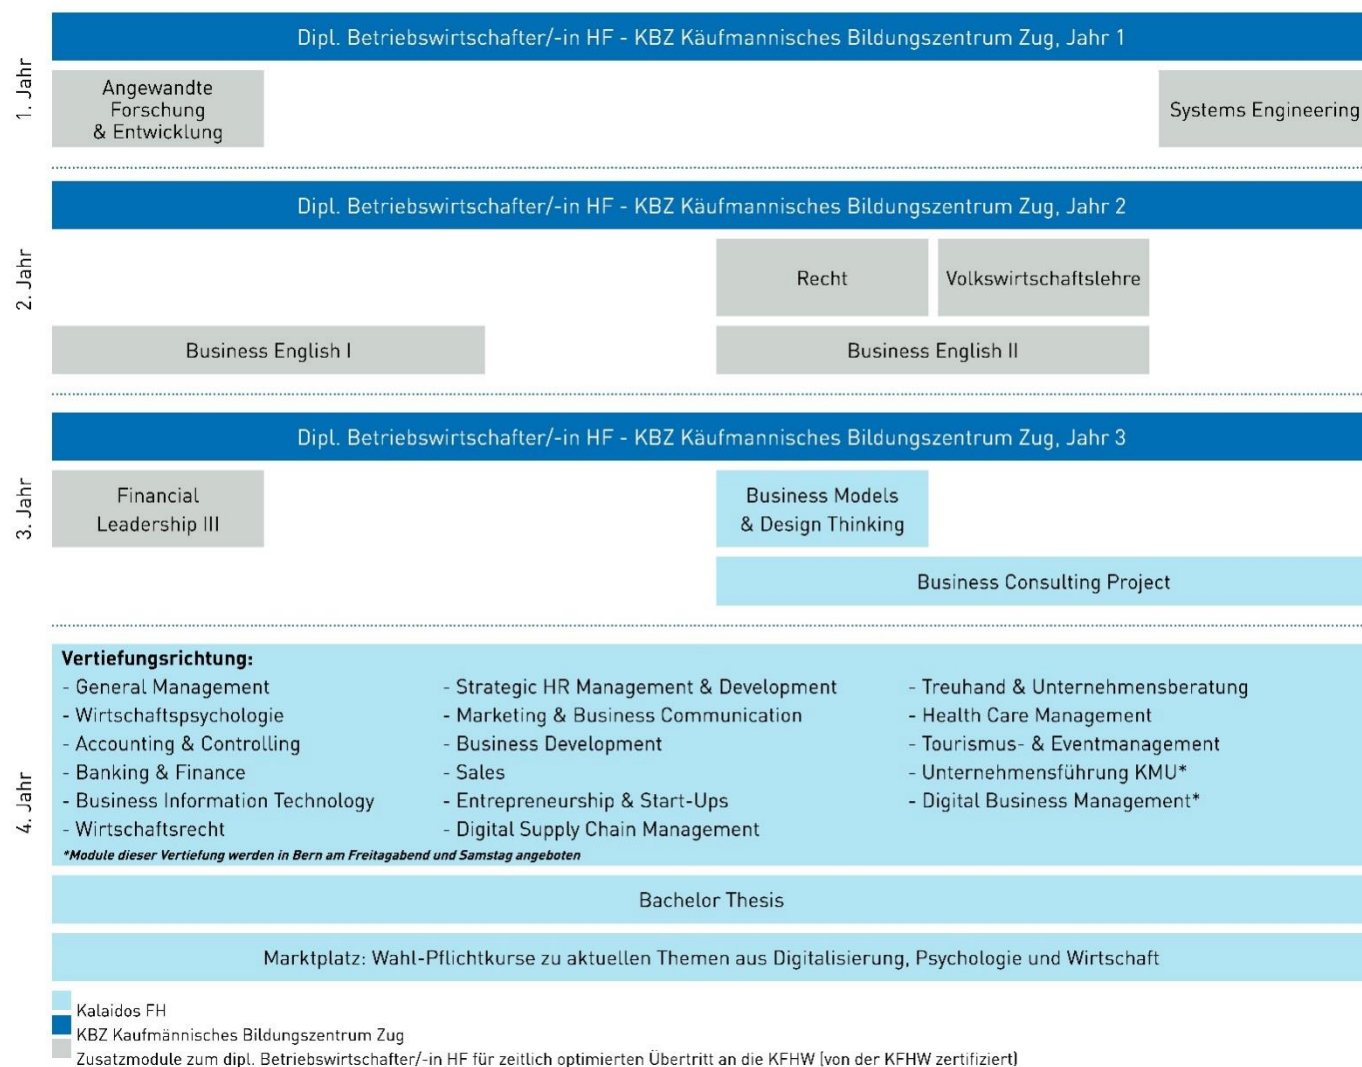 Dipl. Betriebswirtschafter/-in HF - KBZ Käufmannisches Bildungszentrum Zug, Jahr 1
1. Jahr
Angewandte
Forschung
& Entwicklung
Systems Engineering
Dipl. Betriebswirtschafter/-in HF - KBZ Käufmannisches Bildungszentrum Zug, Jahr 2
2. Jahr
Recht
Volkswirtschaftslehre
Business English I
Business English II
Dipl. Betriebswirtschafter/-in HF - KBZ Käufmannisches Bildungszentrum Zug, Jahr 3
3. Jahr
Financial
Leadership III
Business Models
& Design Thinking
Business Consulting Project
4. Jahr
Vertiefungsrichtung:
- General Management
- Wirtschaftspsychologie
- Accounting & Controlling
- Banking & Finance
- Business Information Technology
- Wirtschaftsrecht
- Strategic HR Management & Development
- Marketing & Business Communication
- Business Development
- Sales
- Entrepreneurship & Start-Ups
- Digital Supply Chain Management
- Treuhand & Unternehmensberatung
- Health Care Management
- Tourismus- & Eventmanagement
- Unternehmensführung KMU*
- Digital Business Management*
*Module dieser Vertiefung werden in Bern am Freitagabend und Samstag angeboten
Bachelor Thesis
Marktplatz: Wahl-Pflichtkurse zu aktuellen Themen aus Digitalisierung, Psychologie und Wirtschaft
Kalaidos FH
KBZ Kaufmännisches Bildungszentrum Zug
Zusatzmodule zum dipl. Betriebswirtschafter/-in HF für zeitlich optimierten Übertritt an die KFHW (von der KFHW zertifiziert)